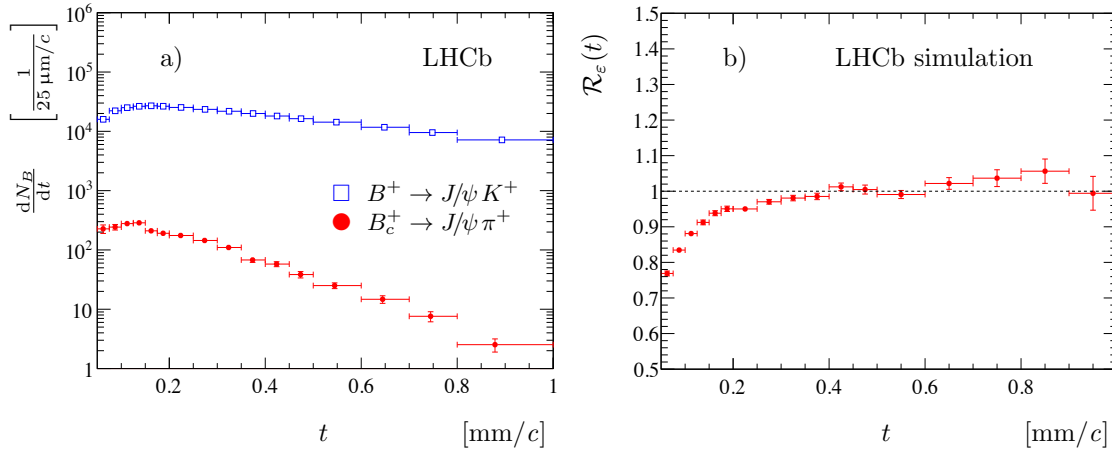 a)
LHCb
dN_B/dt [1/(25 μm/c)]
10^6
10^5
10^4
10^3
10^2
10
1
B^+ → J/ψ K^+
B_c^+ → J/ψ π^+
0.2 0.4 0.6 0.8 1
t [mm/c]
b)
LHCb simulation
R_ε(t)
1.5
1.4
1.3
1.2
1.1
1
0.9
0.8
0.7
0.6
0.5
0.2 0.4 0.6 0.8
t [mm/c]